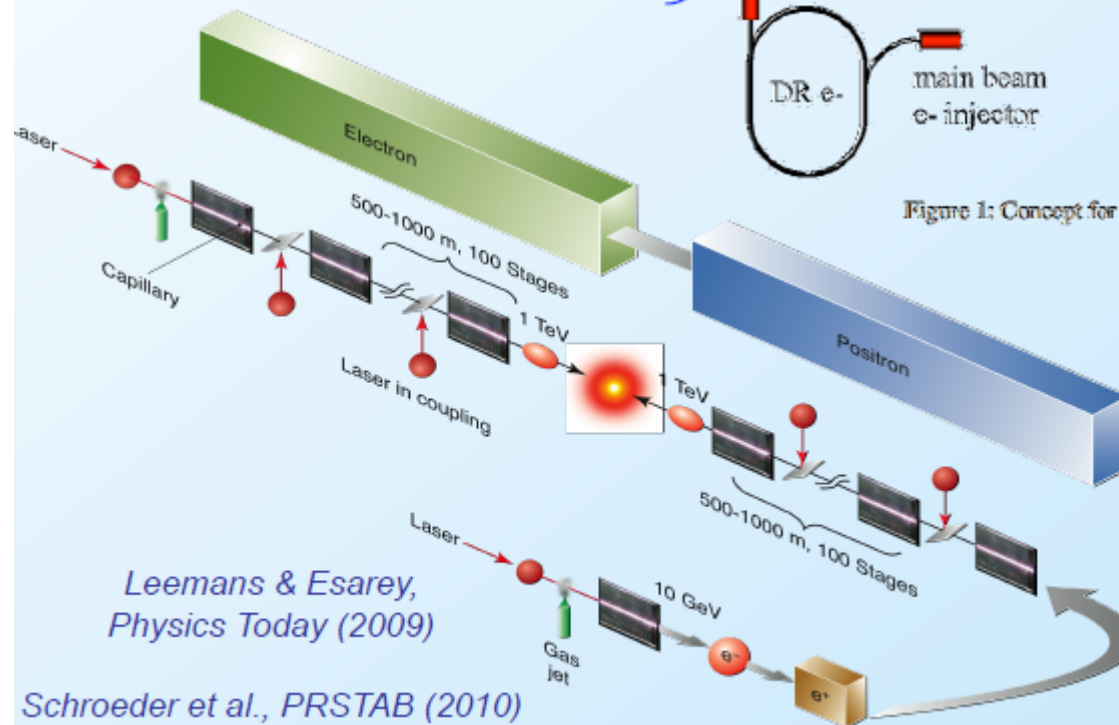 DR e-
main beam
e- injector
Figure 1: Concept for
Electron
Laser
500-1000 m, 100 Stages
Capillary
1 TeV
Laser in coupling
Positron
1 TeV
500-1000 m, 100 Stages
Laser
10 GeV
Gas
jet
e-
e+
Leemans & Esarey,
Physics Today (2009)
Schroeder et al., PRSTAB (2010)